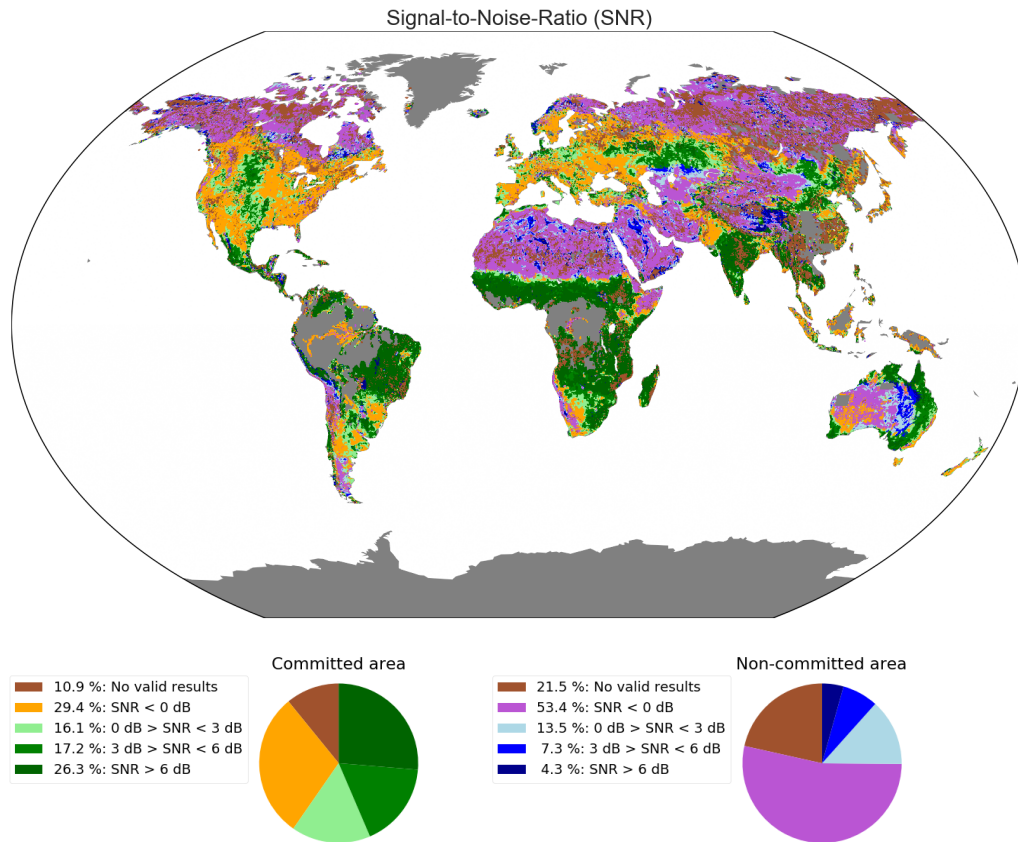 Signal-to-Noise-Ratio (SNR)
Committed area
10.9 %: No valid results
29.4 %: SNR < 0 dB
16.1 %: 0 dB > SNR < 3 dB
17.2 %: 3 dB > SNR < 6 dB
26.3 %: SNR > 6 dB
Non-committed area
21.5 %: No valid results
53.4 %: SNR < 0 dB
13.5 %: 0 dB > SNR < 3 dB
7.3 %: 3 dB > SNR < 6 dB
4.3 %: SNR > 6 dB